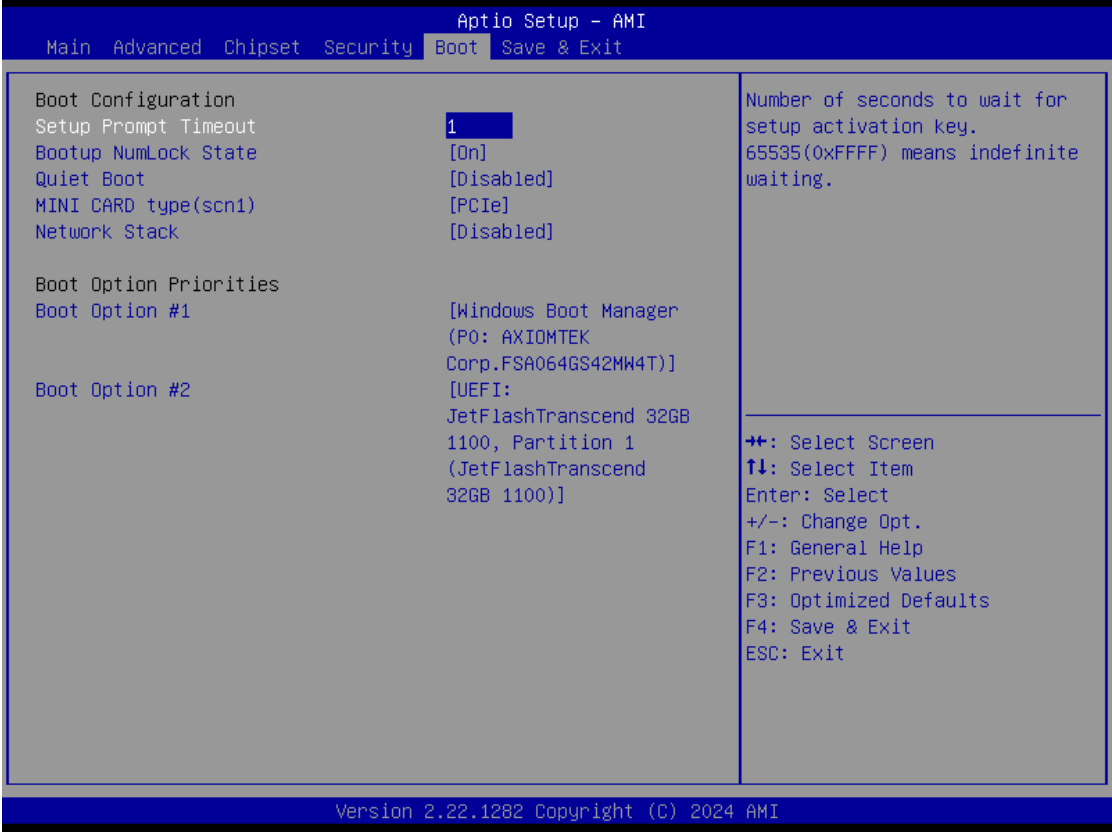 Aptio Setup – AMI
Main Advanced Chipset Security Boot Save & Exit
Boot Configuration
Setup Prompt Timeout 1
Bootup NumLock State [On]
Quiet Boot [Disabled]
MINI CARD type(scn1) [PCIe]
Network Stack [Disabled]
Boot Option Priorities
Boot Option #1 [Windows Boot Manager
(P0: AXIOMTEK
Corp.FSA064GS42MW4T)]
Boot Option #2 [UEFI:
JetFlashTranscend 32GB
1100, Partition 1
(JetFlashTranscend
32GB 1100)]
Number of seconds to wait for
setup activation key.
65535(0xFFFF) means indefinite
waiting.
→←: Select Screen
↑↓: Select Item
Enter: Select
+/-: Change Opt.
F1: General Help
F2: Previous Values
F3: Optimized Defaults
F4: Save & Exit
ESC: Exit
Version 2.22.1282 Copyright (C) 2024 AMI